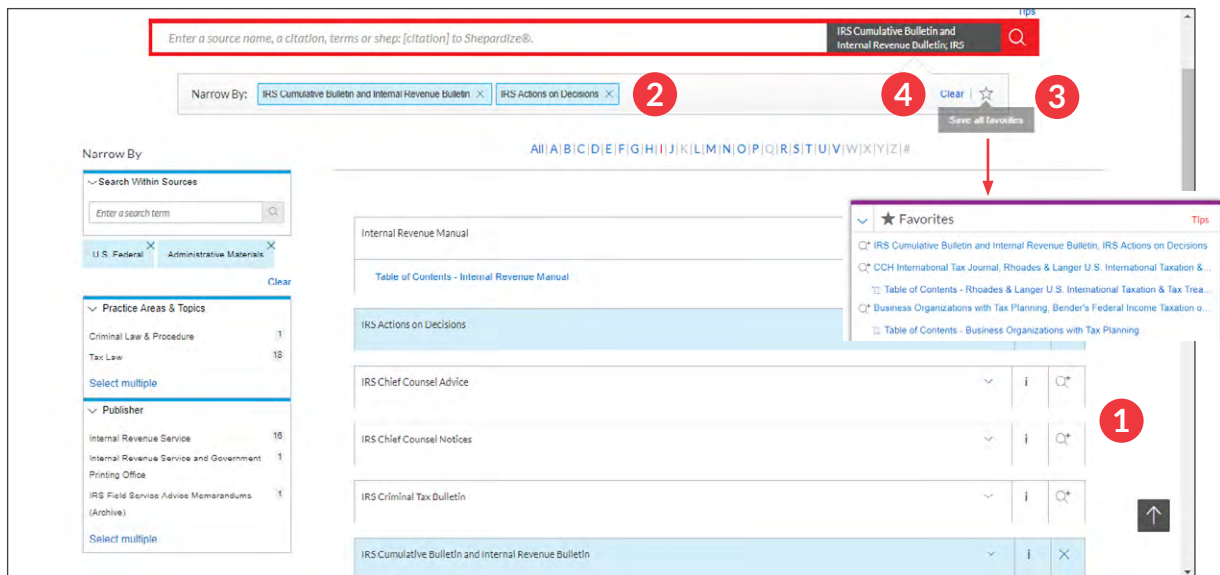 Tips
Enter a source name, a citation, terms or shep: [citation] to Shepardize®.
IRS Cumulative Bulletin and
Internal Revenue Bulletin; IRS
Narrow By:
IRS Cumulative Bulletin and Internal Revenue Bulletin
IRS Actions on Decisions
2
4
Clear
3
Save all favorites
All|A|B|C|D|E|F|G|H|I|J|K|L|M|N|O|P|Q|R|S|T|U|V|W|X|Y|Z|#
Narrow By
Search Within Sources
Enter a search term
U.S. Federal
Administrative Materials
Clear
Practice Areas & Topics
Criminal Law & Procedure 1
Tax Law 18
Select multiple
Publisher
Internal Revenue Service 16
Internal Revenue Service and Government 1
Printing Office
IRS Field Service Advice Memorandums 1
(Archive)
Select multiple
Internal Revenue Manual
Table of Contents - Internal Revenue Manual
IRS Actions on Decisions
IRS Chief Counsel Advice i
IRS Chief Counsel Notices i
IRS Criminal Tax Bulletin i
IRS Cumulative Bulletin and Internal Revenue Bulletin i
Favorites Tips
IRS Cumulative Bulletin and Internal Revenue Bulletin, IRS Actions on Decisions
CCH International Tax Journal, Rhoades & Langer U.S. International Taxation &...
Table of Contents - Rhoades & Langer U.S. International Taxation & Tax Trea...
Business Organizations with Tax Planning, Bender's Federal Income Taxation o...
Table of Contents - Business Organizations with Tax Planning
1